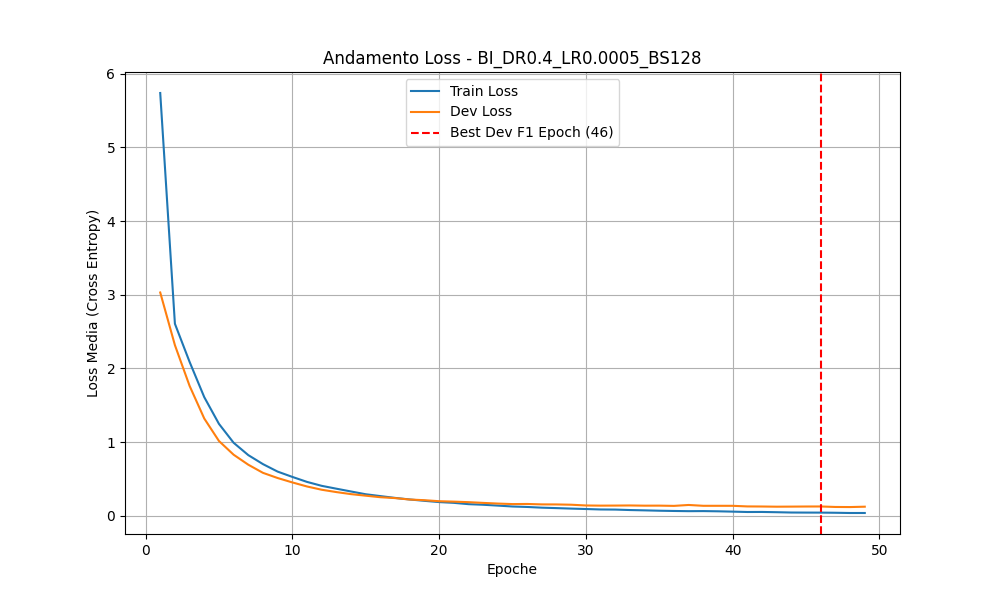 Andamento Loss - BI_DR0.4_LR0.0005_BS128
Train Loss
Dev Loss
Best Dev F1 Epoch (46)
Loss Media (Cross Entropy)
6
5
4
3
2
1
0
0 10 20 30 40 50
Epoche